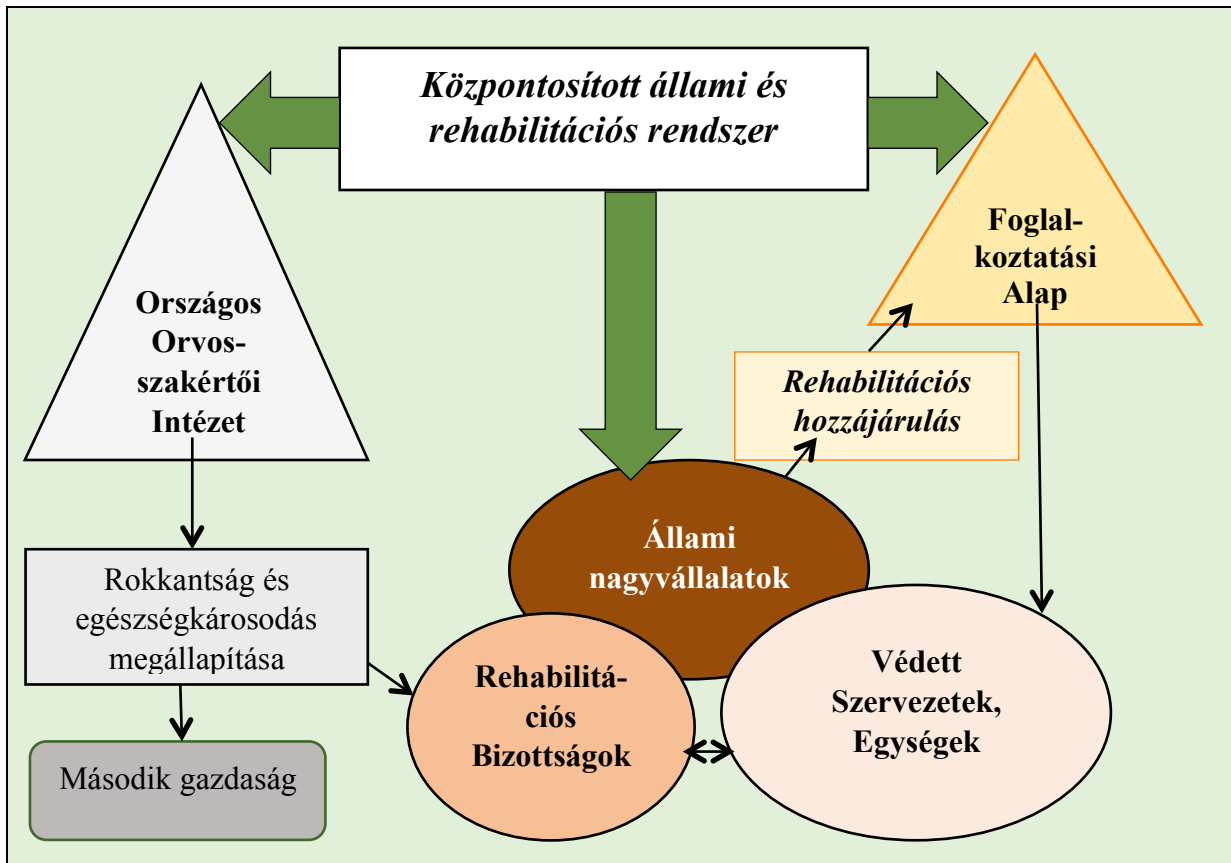 Központosított állami és
rehabilitációs rendszer
Foglal-
koztatási
Alap
Országos
Orvos-
szakértői
Intézet
Rehabilitációs
hozzájárulás
Állami
nagyvállalatok
Rokkantság és
egészségkárosodás
megállapítása
Rehabilitá-
ciós
Bizottságok
Védett
Szervezetek,
Egységek
Második gazdaság